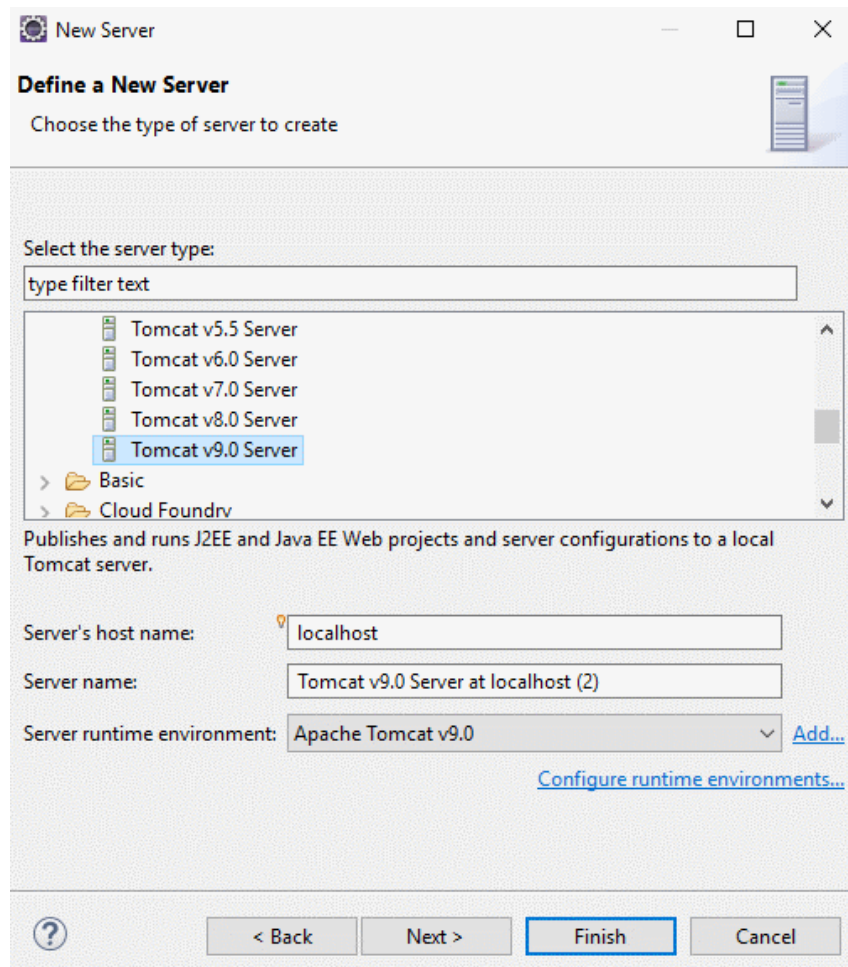 New Server
Define a New Server
Choose the type of server to create
Select the server type:
type filter text
Tomcat v5.5 Server
Tomcat v6.0 Server
Tomcat v7.0 Server
Tomcat v8.0 Server
Tomcat v9.0 Server
Basic
Cloud Foundry
Publishes and runs J2EE and Java EE Web projects and server configurations to a local
Tomcat server.
Server's host name: localhost
Server name: Tomcat v9.0 Server at localhost (2)
Server runtime environment: Apache Tomcat v9.0 Add...
Configure runtime environments...
? < Back Next > Finish Cancel